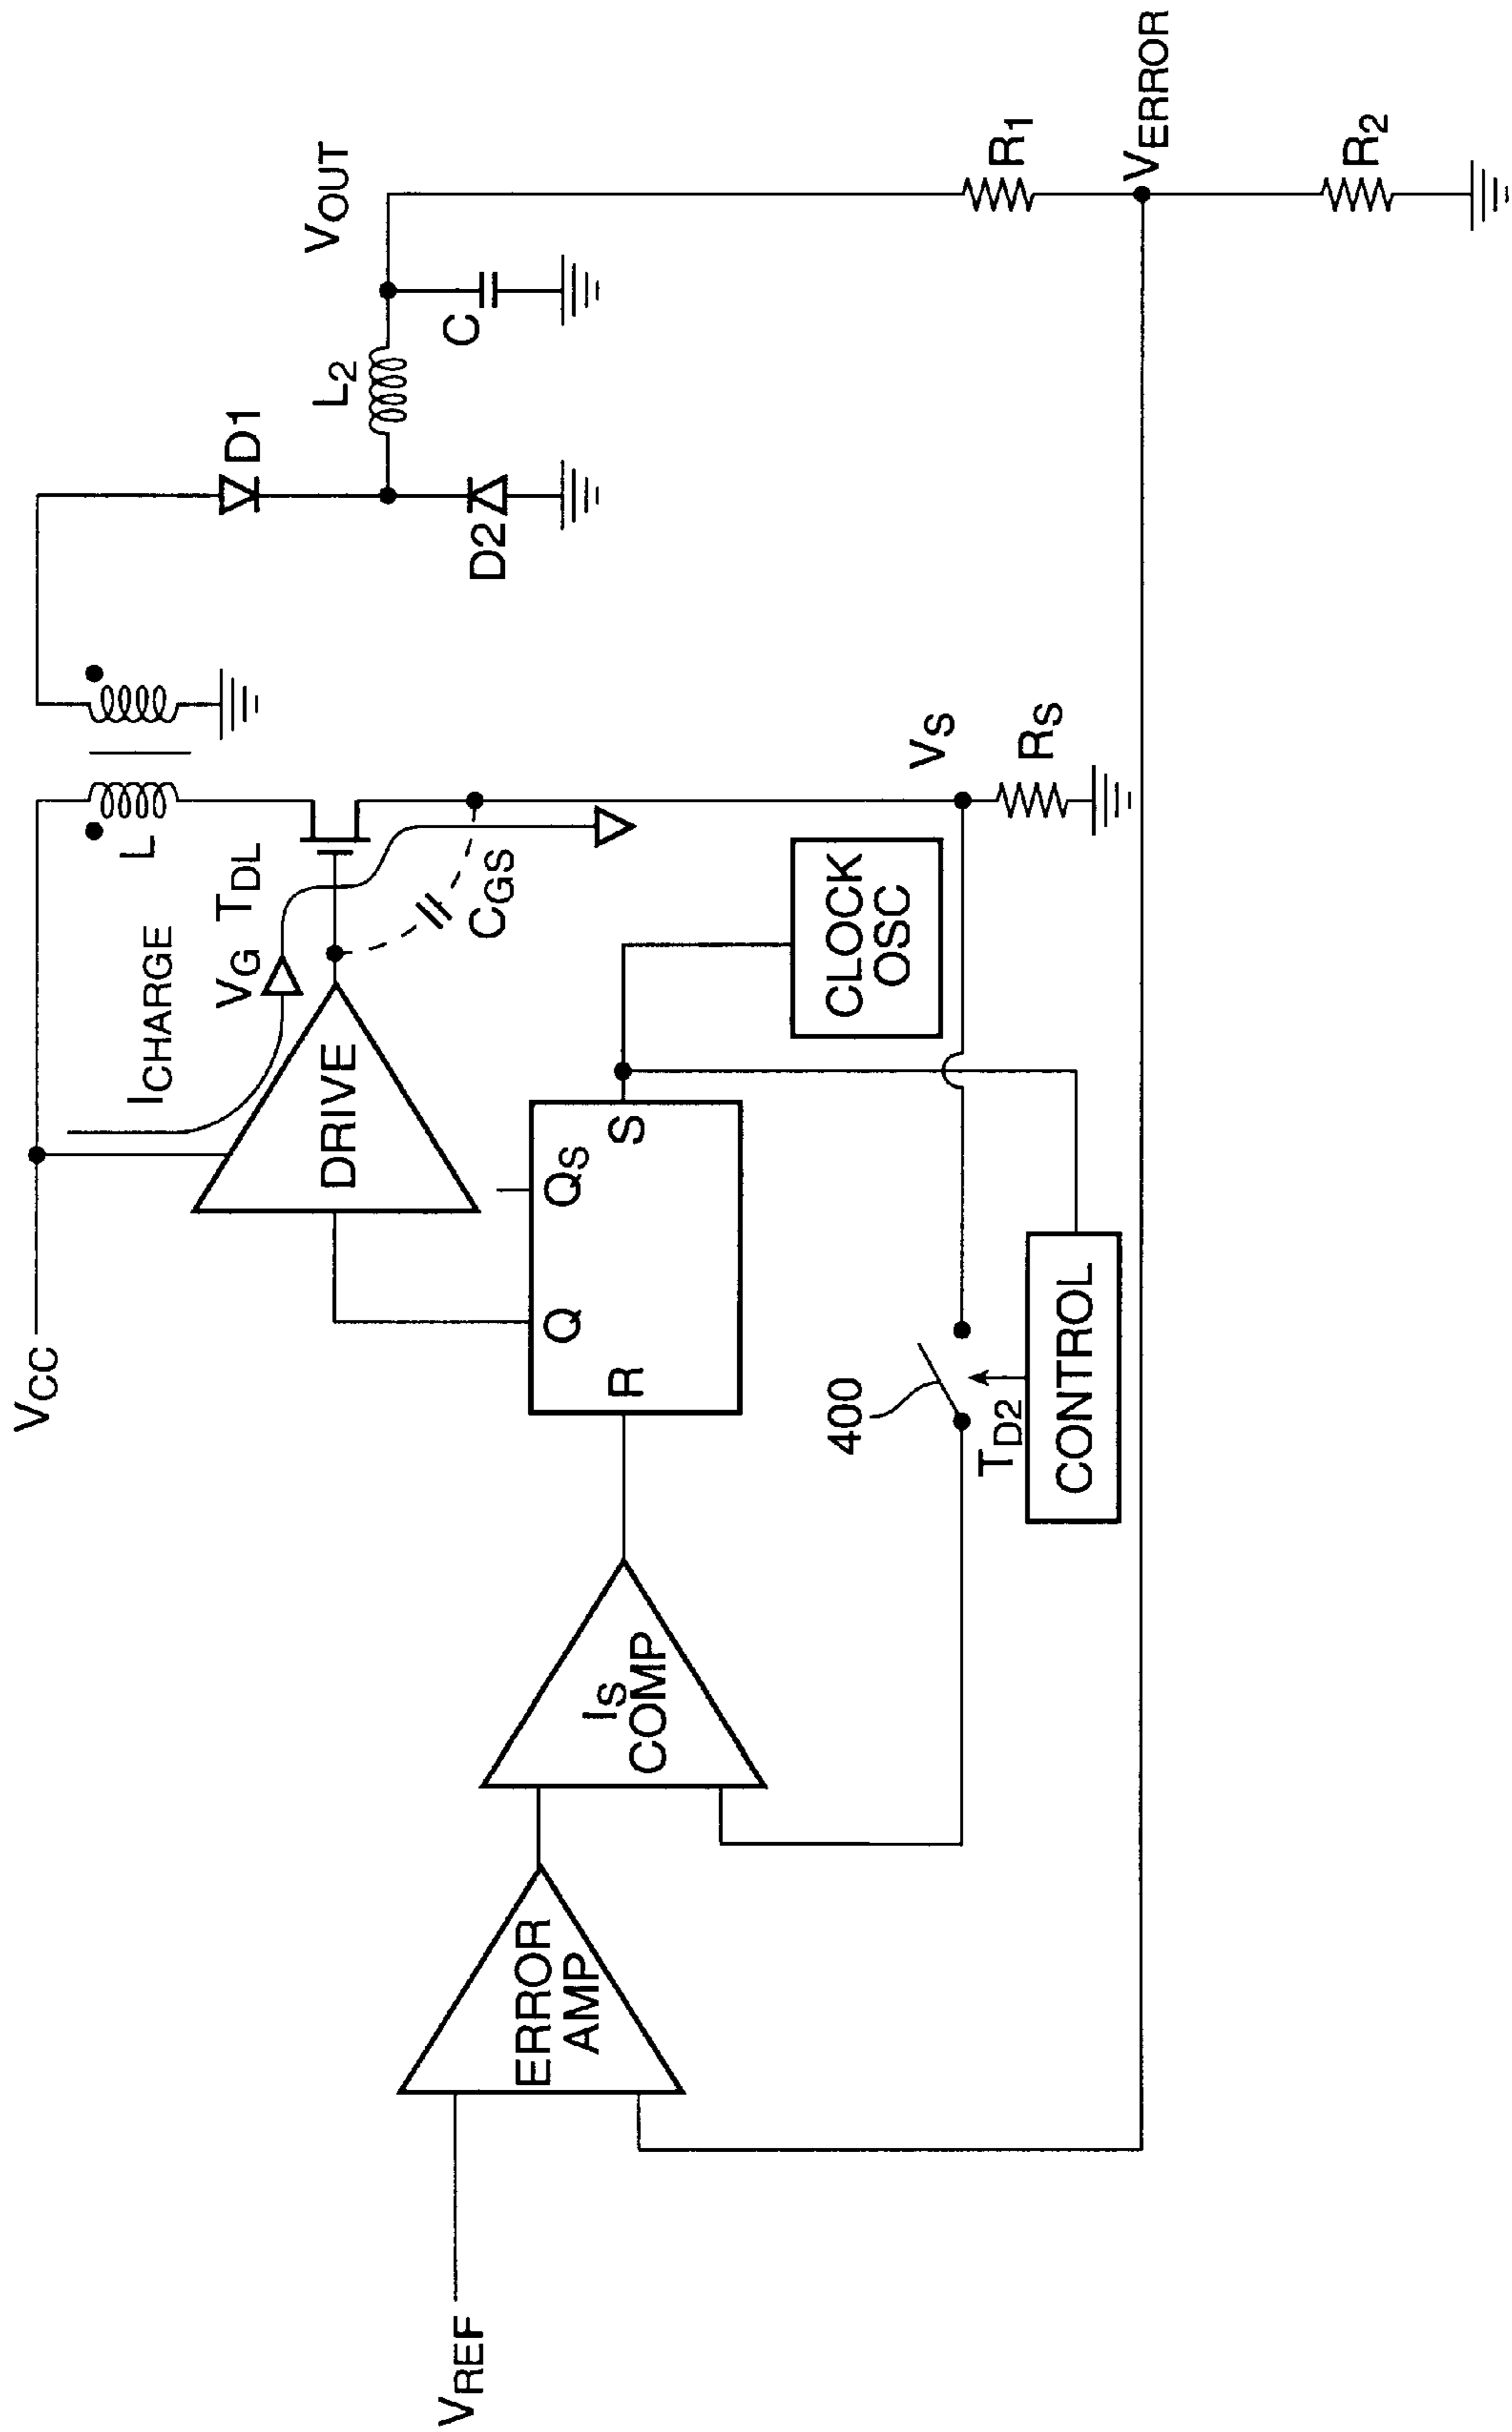 VCC
ICHARGE
VG
TDL
L
D1
L2
VOUT
C
D2
DRIVE
CGS
Q
QS
R
S
CLOCK
OSC
VS
RS
R1
VERROR
R2
VREF
ERROR
AMP
IS
COMP
400
TD2
CONTROL